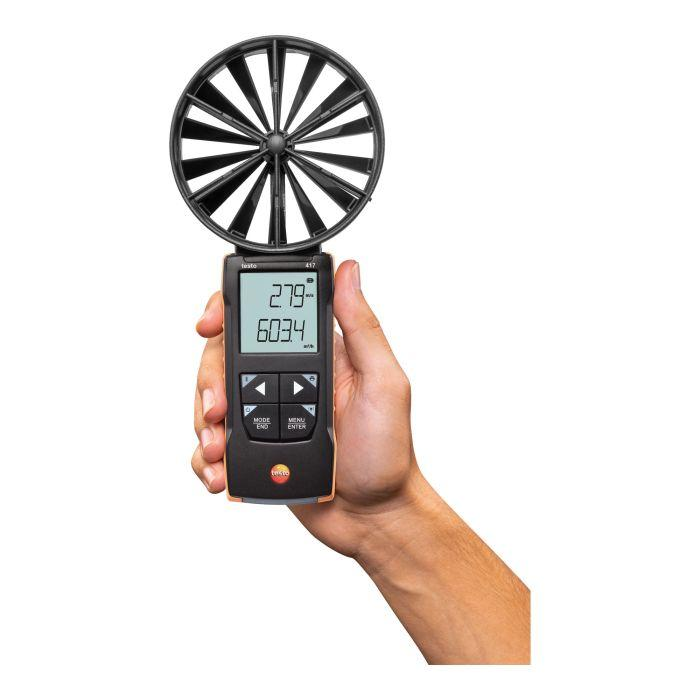 testo 417
2.79 m/s
603.4
m³/h
MODE MENU
END ENTER
testo